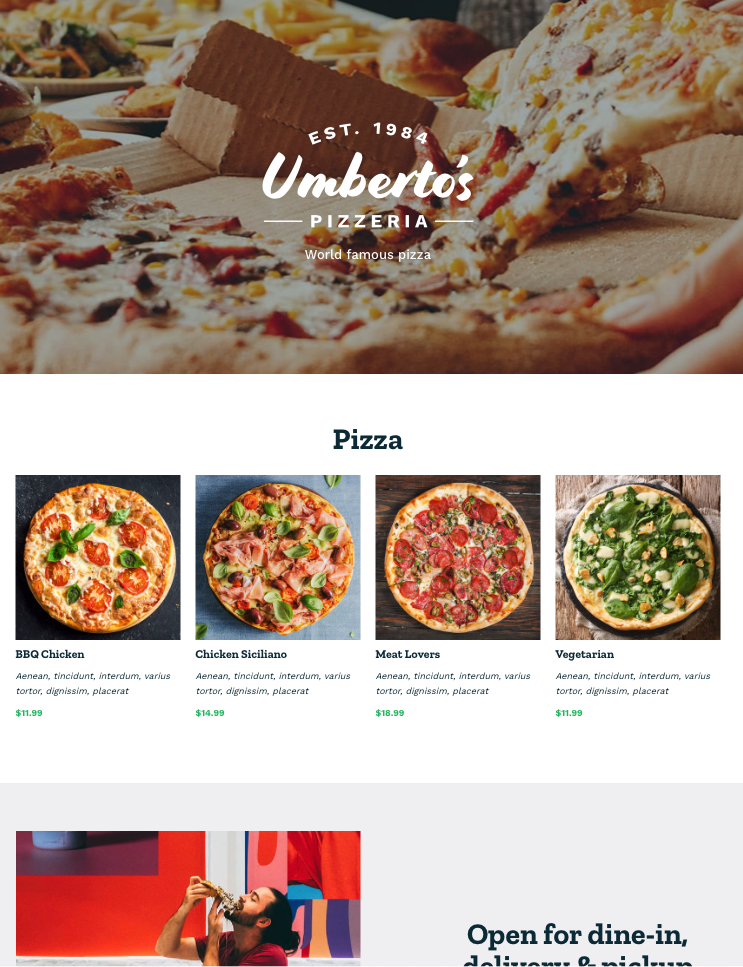 EST. 1984
Umberto's
PIZZERIA
World famous pizza
Pizza
BBQ Chicken
Aenean, tincidunt, interdum, varius
tortor, dignissim, placerat
$11.99
Chicken Siciliano
Aenean, tincidunt, interdum, varius
tortor, dignissim, placerat
$14.99
Meat Lovers
Aenean, tincidunt, interdum, varius
tortor, dignissim, placerat
$18.99
Vegetarian
Aenean, tincidunt, interdum, varius
tortor, dignissim, placerat
$11.99
Open for dine-in,
delivery & pickup